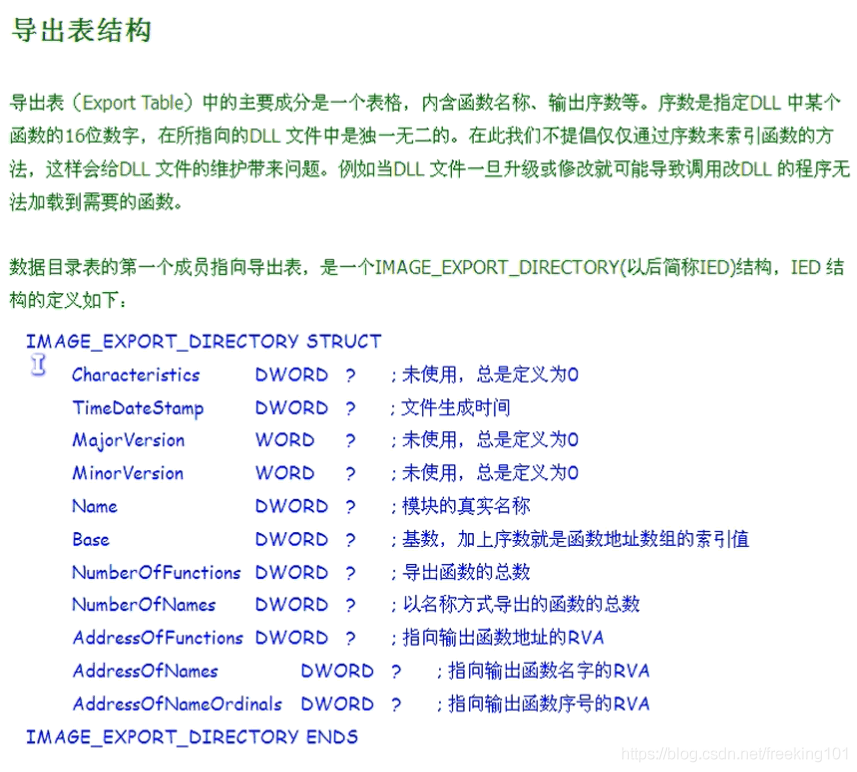 导出表结构
导出表（Export Table）中的主要成分是一个表格，内含函数名称、输出序数等。序数是指定DLL 中某个
函数的16位数字，在所指向的DLL 文件中是独一无二的。在此我们不提倡仅仅通过序数来索引函数的方
法，这样会给DLL 文件的维护带来问题。例如当DLL 文件一旦升级或修改就可能导致调用改DLL 的程序无
法加载到需要的函数。
数据目录表的第一个成员指向导出表，是一个IMAGE_EXPORT_DIRECTORY(以后简称IED)结构，IED 结
构的定义如下：
IMAGE_EXPORT_DIRECTORY STRUCT
Characteristics DWORD ? ; 未使用，总是定义为0
TimeDateStamp DWORD ? ; 文件生成时间
MajorVersion WORD ? ; 未使用，总是定义为0
MinorVersion WORD ? ; 未使用，总是定义为0
Name DWORD ? ; 模块的真实名称
Base DWORD ? ; 基数，加上序数就是函数地址数组的索引值
NumberOfFunctions DWORD ? ; 导出函数的总数
NumberOfNames DWORD ? ; 以名称方式导出的函数的总数
AddressOfFunctions DWORD ? ; 指向输出函数地址的RVA
AddressOfNames DWORD ? ; 指向输出函数名字的RVA
AddressOfNameOrdinals DWORD ? ; 指向输出函数序号的RVA
IMAGE_EXPORT_DIRECTORY ENDS
https://blog.csdn.net/freeking101